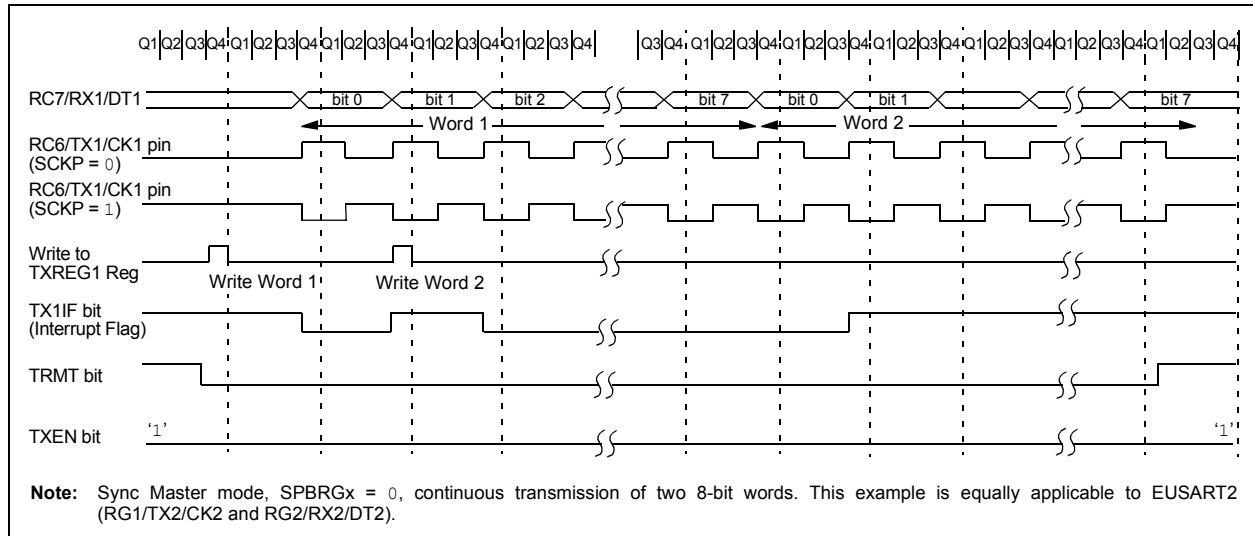 Q1 Q2 Q3 Q4 Q1 Q2 Q3 Q4 Q1 Q2 Q3 Q4 Q1 Q2 Q3 Q4 Q1 Q2 Q3 Q4 Q3 Q4 Q1 Q2 Q3 Q4 Q1 Q2 Q3 Q4 Q1 Q2 Q3 Q4 Q1 Q2 Q3 Q4 Q1 Q2 Q3 Q4
RC7/RX1/DT1 bit 0 bit 1 bit 2 bit 7 bit 0 bit 1 bit 7
Word 1 Word 2
RC6/TX1/CK1 pin
(SCKP = 0)
RC6/TX1/CK1 pin
(SCKP = 1)
Write to
TXREG1 Reg
Write Word 1 Write Word 2
TX1IF bit
(Interrupt Flag)
TRMT bit
TXEN bit ‘1’ ‘1’
Note: Sync Master mode, SPBRGx = 0, continuous transmission of two 8-bit words. This example is equally applicable to EUSART2
(RG1/TX2/CK2 and RG2/RX2/DT2).